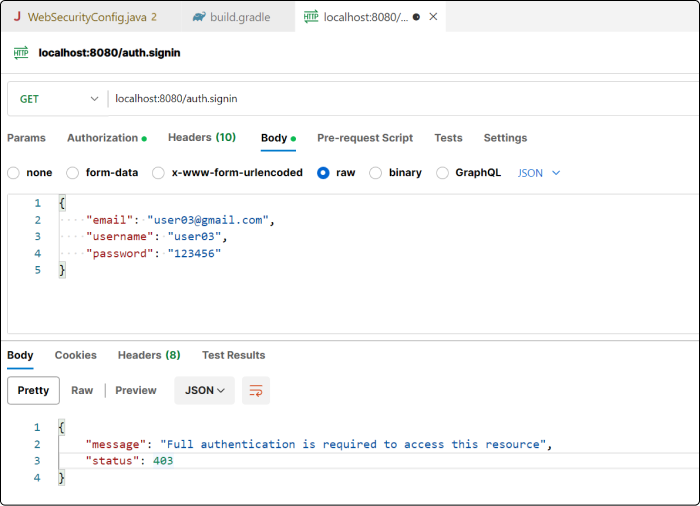 WebSecurityConfig.java 2 build.gradle HTTP localhost:8080/...
HTTP localhost:8080/auth.signin
GET localhost:8080/auth.signin
Params Authorization Headers (10) Body Pre-request Script Tests Settings
none form-data x-www-form-urlencoded raw binary GraphQL JSON
1 {
2 "email": "user03@gmail.com",
3 "username": "user03",
4 "password": "123456"
5 }
Body Cookies Headers (8) Test Results
Pretty Raw Preview JSON
1 {
2 "message": "Full authentication is required to access this resource",
3 "status": 403
4 }